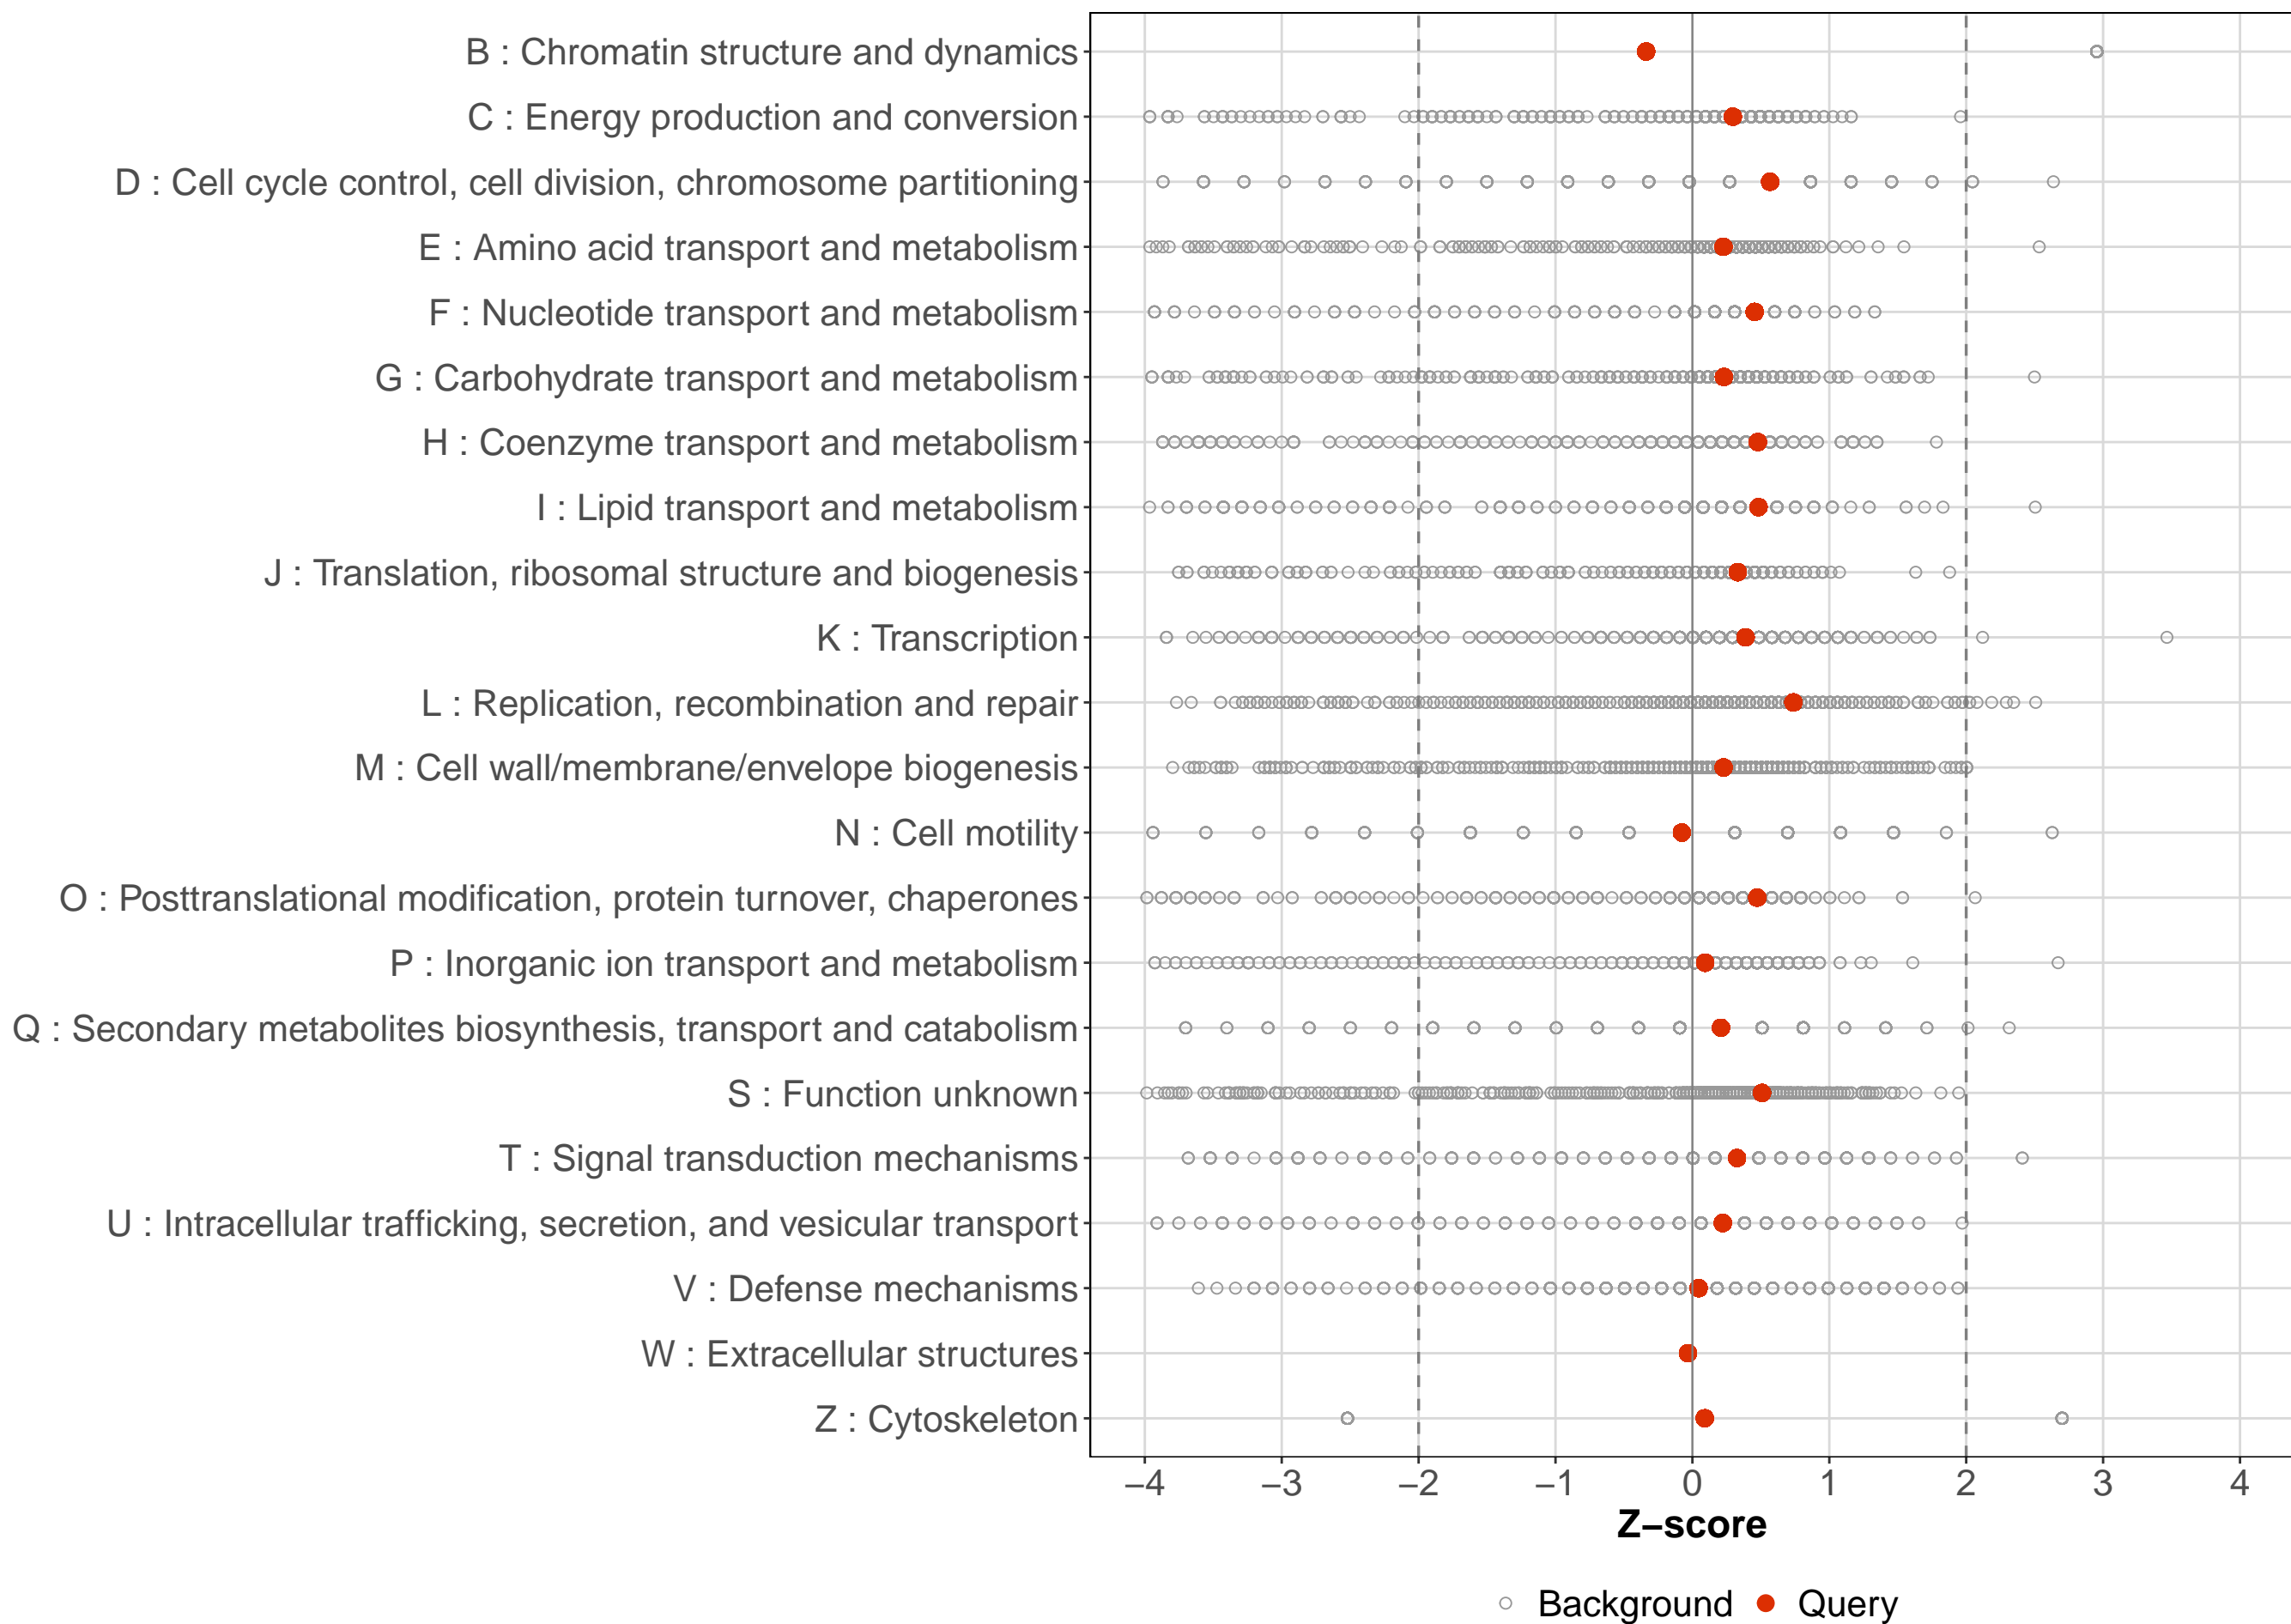 B : Chromatin structure and dynamics
C : Energy production and conversion
D : Cell cycle control, cell division, chromosome partitioning
E : Amino acid transport and metabolism
F : Nucleotide transport and metabolism
G : Carbohydrate transport and metabolism
H : Coenzyme transport and metabolism
I : Lipid transport and metabolism
J : Translation, ribosomal structure and biogenesis
K : Transcription
L : Replication, recombination and repair
M : Cell wall/membrane/envelope biogenesis
N : Cell motility
O : Posttranslational modification, protein turnover, chaperones
P : Inorganic ion transport and metabolism
Q : Secondary metabolites biosynthesis, transport and catabolism
S : Function unknown
T : Signal transduction mechanisms
U : Intracellular trafficking, secretion, and vesicular transport
V : Defense mechanisms
W : Extracellular structures
Z : Cytoskeleton
−4 −3 −2 −1 0 1 2 3 4
Z−score
Background Query